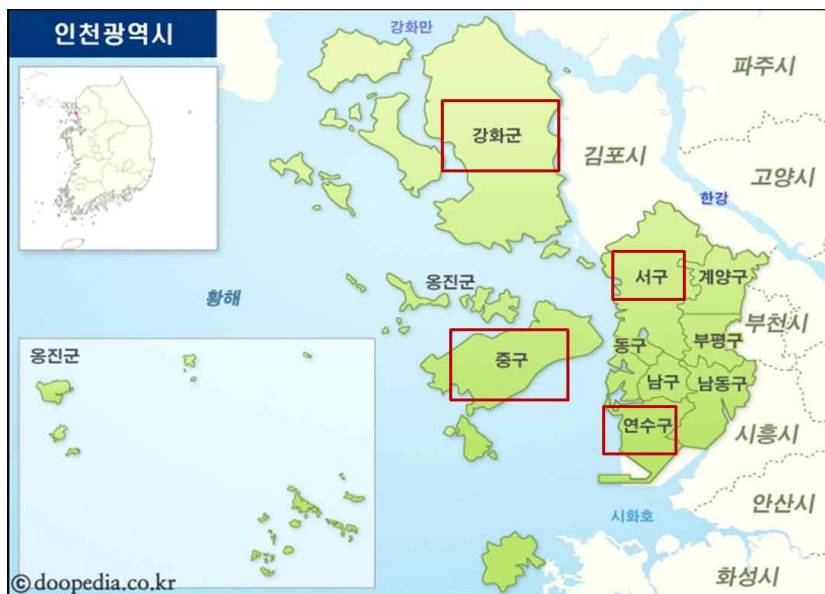 인천광역시
강화만
파주시
강화군
김포시
고양시
한강
서구
계양구
옹진군
황해
부천시
옹진군
동구
부평구
중구
남구
남동구
연수구
시흥시
안산시
시화호
화성시
ⓒdoopedia.co.kr